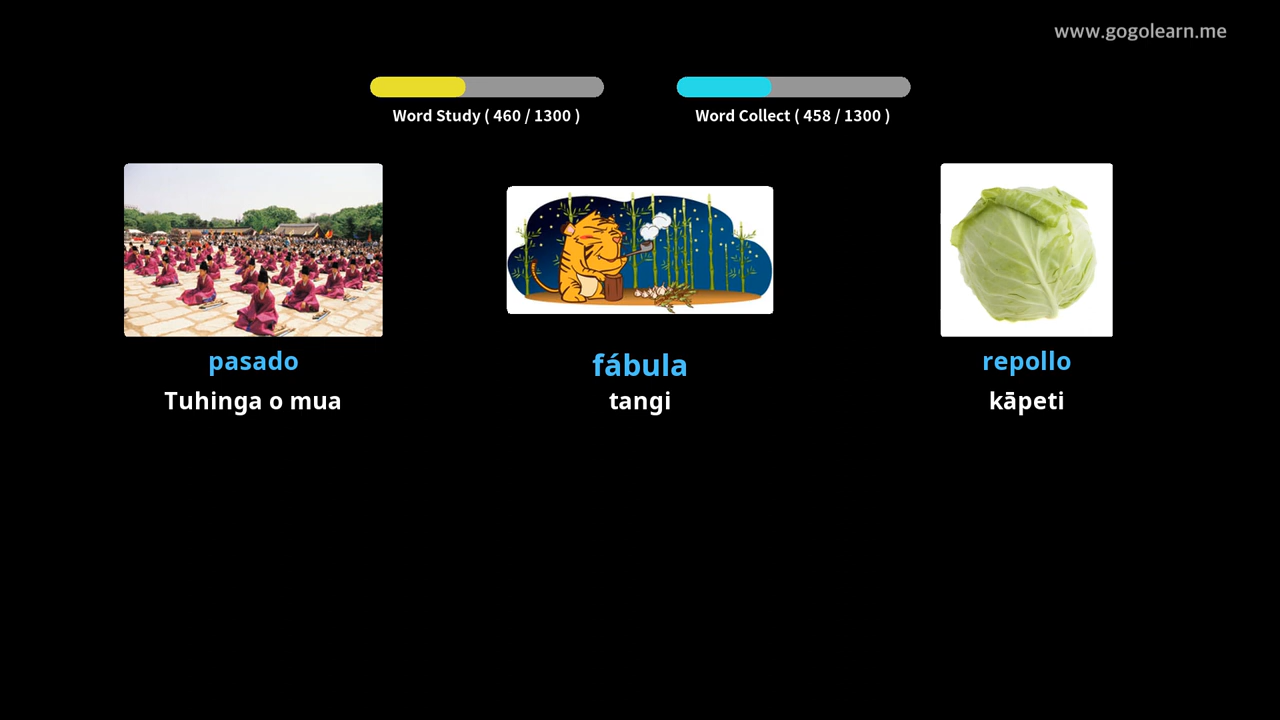 www.gogolearn.me
Word Study ( 460 / 1300 )
Word Collect ( 458 / 1300 )
pasado
fábula
repollo
Tuhinga o mua
tangi
kāpeti